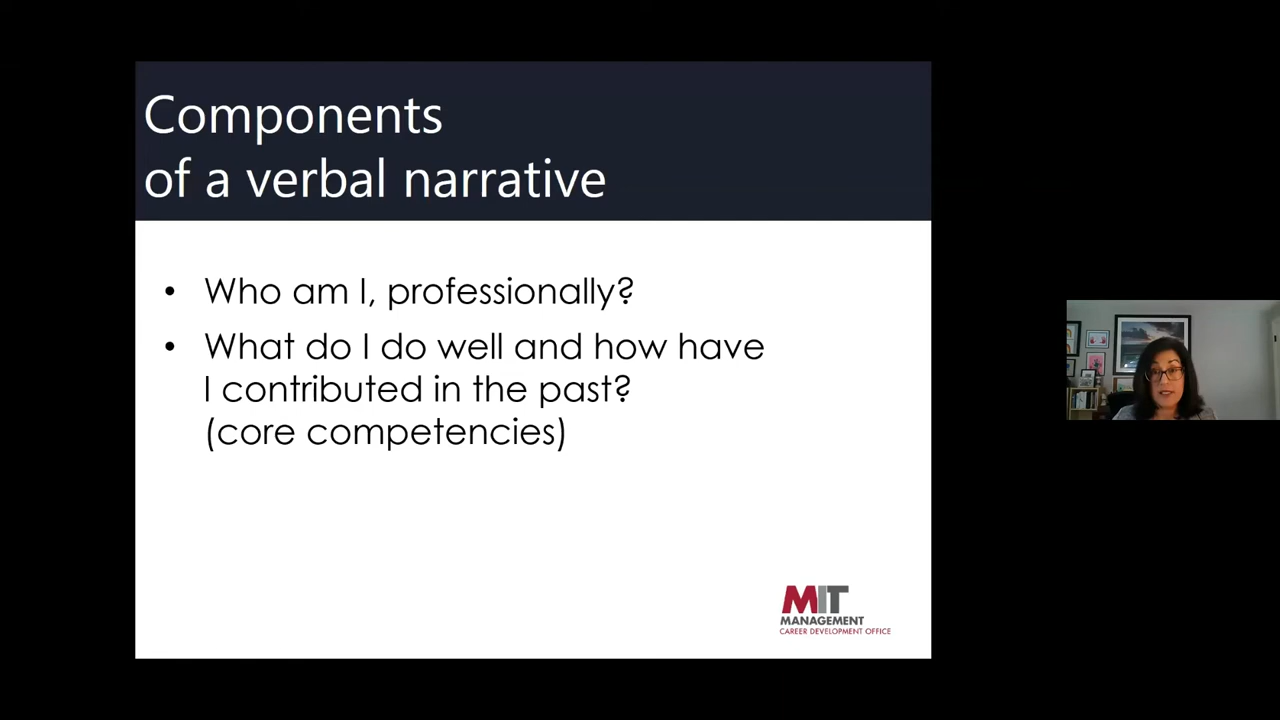 Components
of a verbal narrative
• Who am I, professionally?
• What do I do well and how have
I contributed in the past?
(core competencies)
MIT
MANAGEMENT
CAREER DEVELOPMENT OFFICE